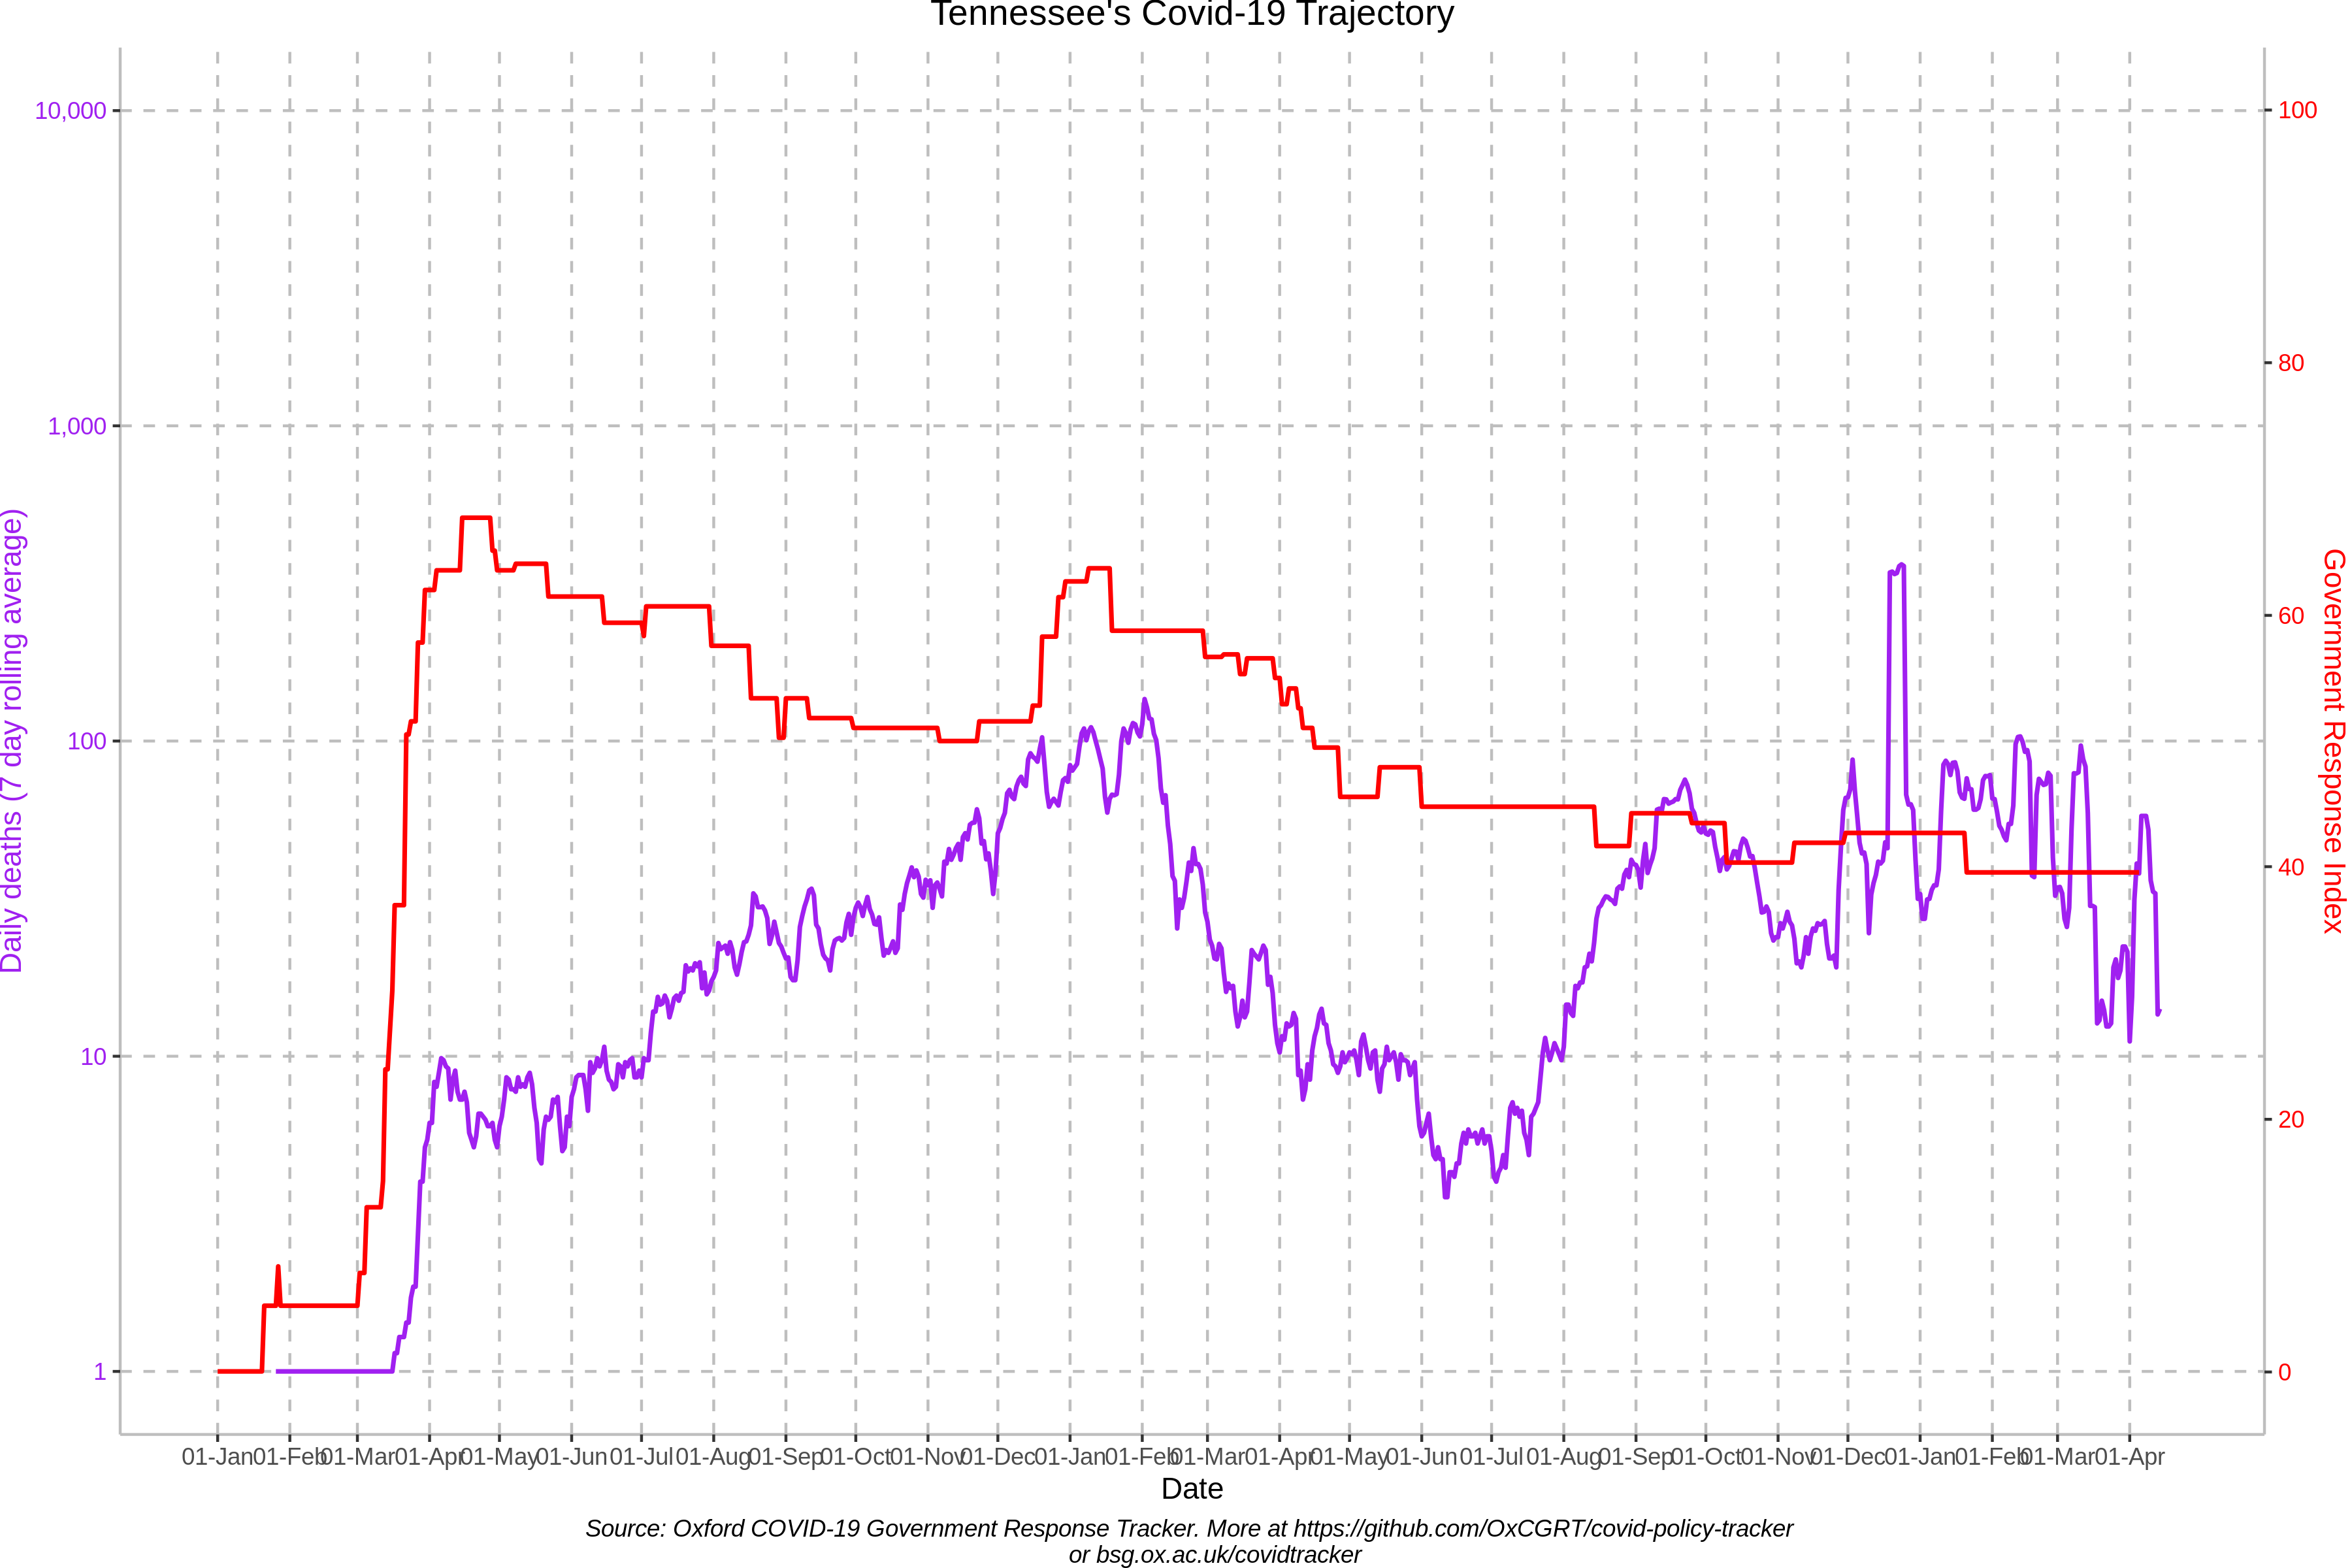 Tennessee's Covid-19 Trajectory
10,000
1,000
100
10
1
Daily deaths (7 day rolling average)
100
80
60
40
20
0
Government Response Index
01-Jan 01-Feb 01-Mar 01-Apr 01-May 01-Jun 01-Jul 01-Aug 01-Sep 01-Oct 01-Nov 01-Dec 01-Jan 01-Feb 01-Mar 01-Apr 01-May 01-Jun 01-Jul 01-Aug 01-Sep 01-Oct 01-Nov 01-Dec 01-Jan 01-Feb 01-Mar 01-Apr
Date
Source: Oxford COVID-19 Government Response Tracker. More at https://github.com/OxCGRT/covid-policy-tracker
or bsg.ox.ac.uk/covidtracker